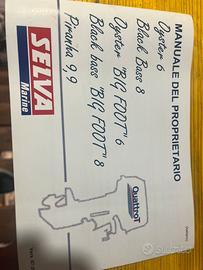 MANUALE DEL PROPRIETARIO
Oyster 6
Black Bass 8
Oyster "BIG FOOT" 6
Black bass "BIG FOOT" 8
Piranha 9,9
SELVA
Marine
QuattroT